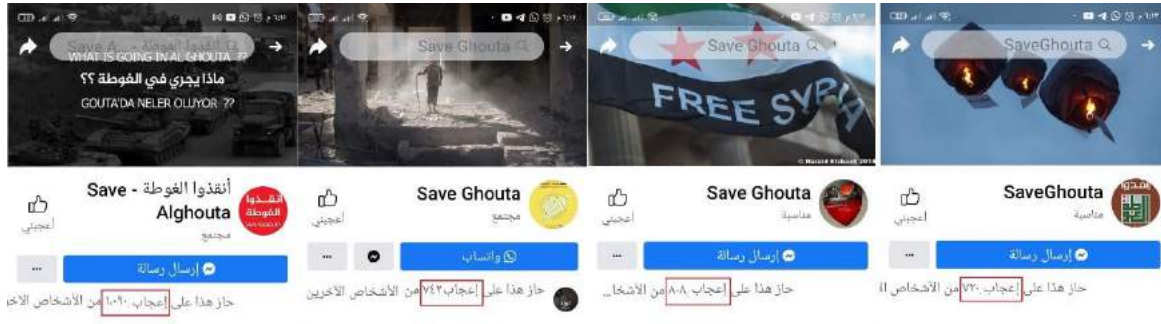 أنقذوا الغوطة - Save A...
WHAT IS GOING IN AL GHOUTA ??
ماذا يجري في الغوطة ؟؟
GOUTA'DA NELER OLUYOR ??
أنقذوا الغوطة - Save
Alghouta
أنقذوا
الغوطة
مجتمع
أعجبني
إرسال رسالة
حاز هذا على إعجاب من الأشخاص الآخر
Save Ghouta
Save Ghouta
مجتمع
أعجبني
واتساب
حاز هذا على إعجاب ٧٤٢ من الأشخاص الآخرين
Save Ghouta
FREE SYRIA
Save Ghouta
مناسبة
أعجبني
إرسال رسالة
حاز هذا على إعجاب ٨٠٨ من الأشخا...
SaveGhouta
SaveGhouta
مناسبة
أعجبني
إرسال رسالة
حاز هذا على إعجاب ٧٣٠ من الأشخاص ال